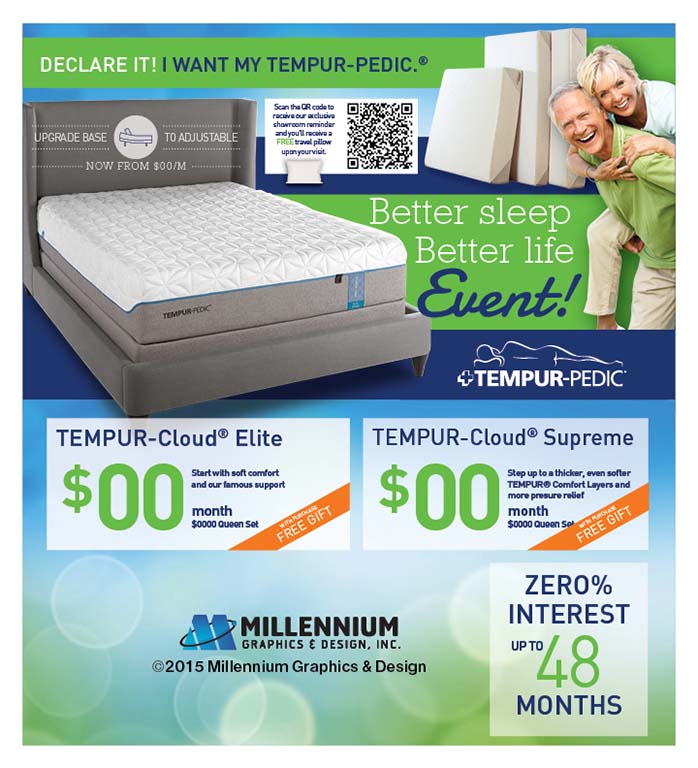 DECLARE IT! I WANT MY TEMPUR-PEDIC.®
Scan the QR code to
receive our exclusive
showroom reminder
and you'll receive a
FREE travel pillow
upon your visit.
UPGRADE BASE TO ADJUSTABLE
NOW FROM $00/M
Better sleep
Better life
Event!
TEMPUR-PEDIC
TEMPUR-PEDIC
TEMPUR-Cloud® Elite
$00
Start with soft comfort
and our famous support
month
$0000 Queen Set
WITH PURCHASE
FREE GIFT
TEMPUR-Cloud® Supreme
$00
Step up to a thicker, even softer
TEMPUR® Comfort Layers and
more presure relief
month
$0000 Queen Set
WITH PURCHASE
FREE GIFT
MILLENNIUM
GRAPHICS & DESIGN, INC.
©2015 Millennium Graphics & Design
ZERO%
INTEREST
UP TO 48
MONTHS